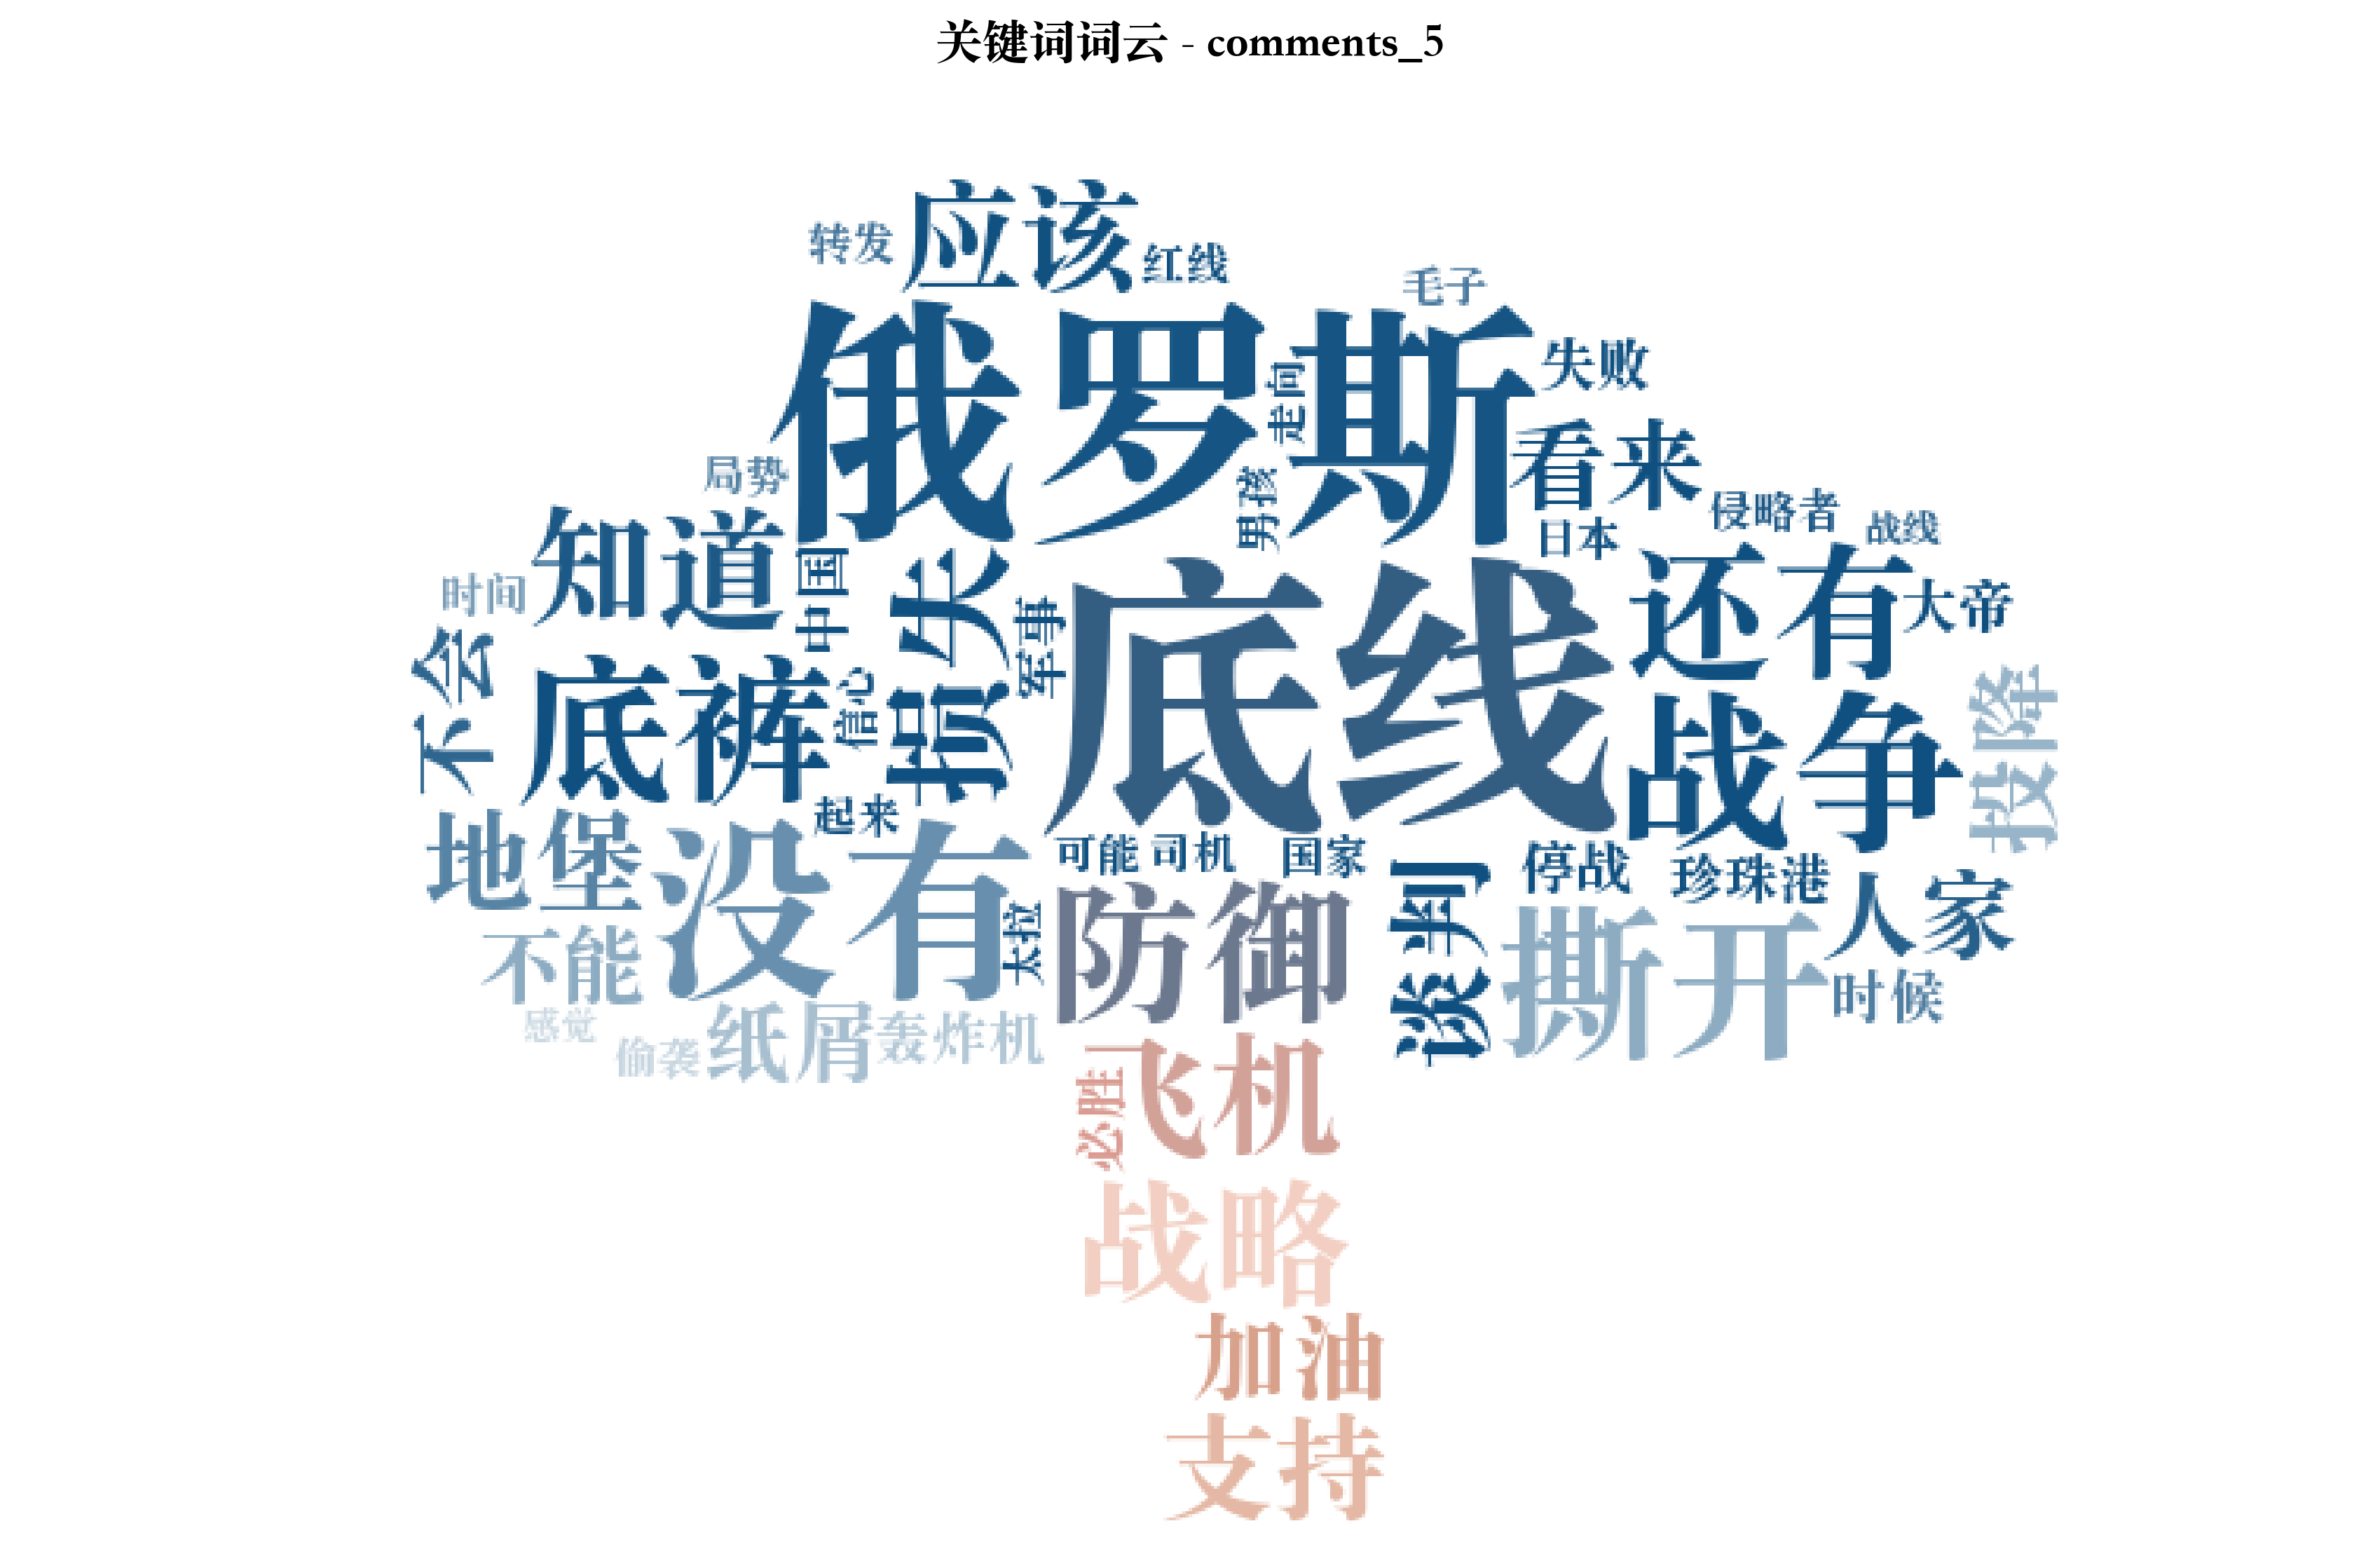 关键词词云 - comments_5
应该
转发
红线
毛子
俄罗斯
走向
失败
看来
局势
男孩
日本
侵略者
战线
知道
中国
损失
时间
军事
底线
还有
大帝
不会
底裤
信心
战争
投降
起来
地堡
没有
可能
司机
国家
谈判
停战
珍珠港
人家
不能
太拉
防御
撕开
时候
感觉
偷袭
纸屑
轰炸机
飞机
必胜
战略
加油
支持